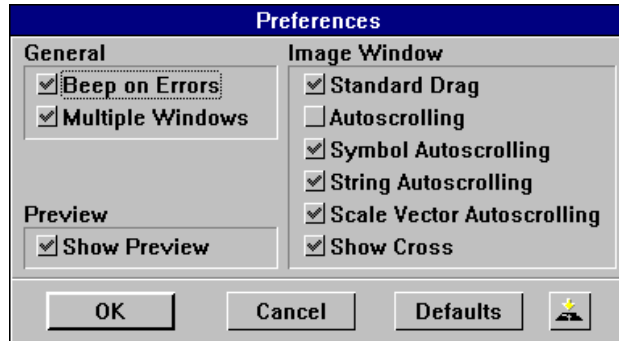 Preferences
General
Beep on Errors
Multiple Windows
Preview
Show Preview
Image Window
Standard Drag
Autoscrolling
Symbol Autoscrolling
String Autoscrolling
Scale Vector Autoscrolling
Show Cross
OK
Cancel
Defaults